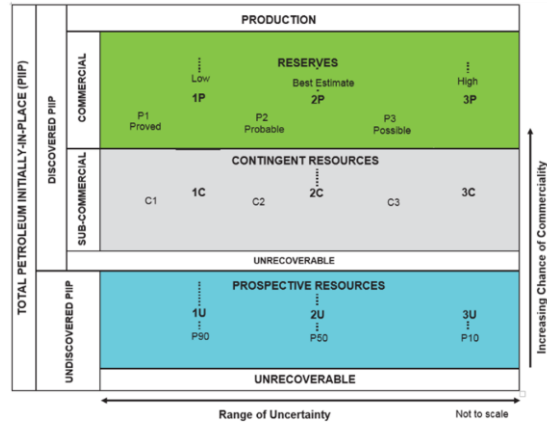 PRODUCTION
TOTAL PETROLEUM INITIALLY-IN-PLACE (PIIP)
DISCOVERED PIIP
COMMERCIAL
RESERVES
Low
Best Estimate
High
1P
2P
3P
P1
Proved
P2
Probable
P3
Possible
SUB-COMMERCIAL
CONTINGENT RESOURCES
C1
1C
C2
2C
C3
3C
UNRECOVERABLE
UNDISCOVERED PIIP
PROSPECTIVE RESOURCES
1U
2U
3U
P90
P50
P10
UNRECOVERABLE
Increasing Chance of Commerciality
Range of Uncertainty
Not to scale